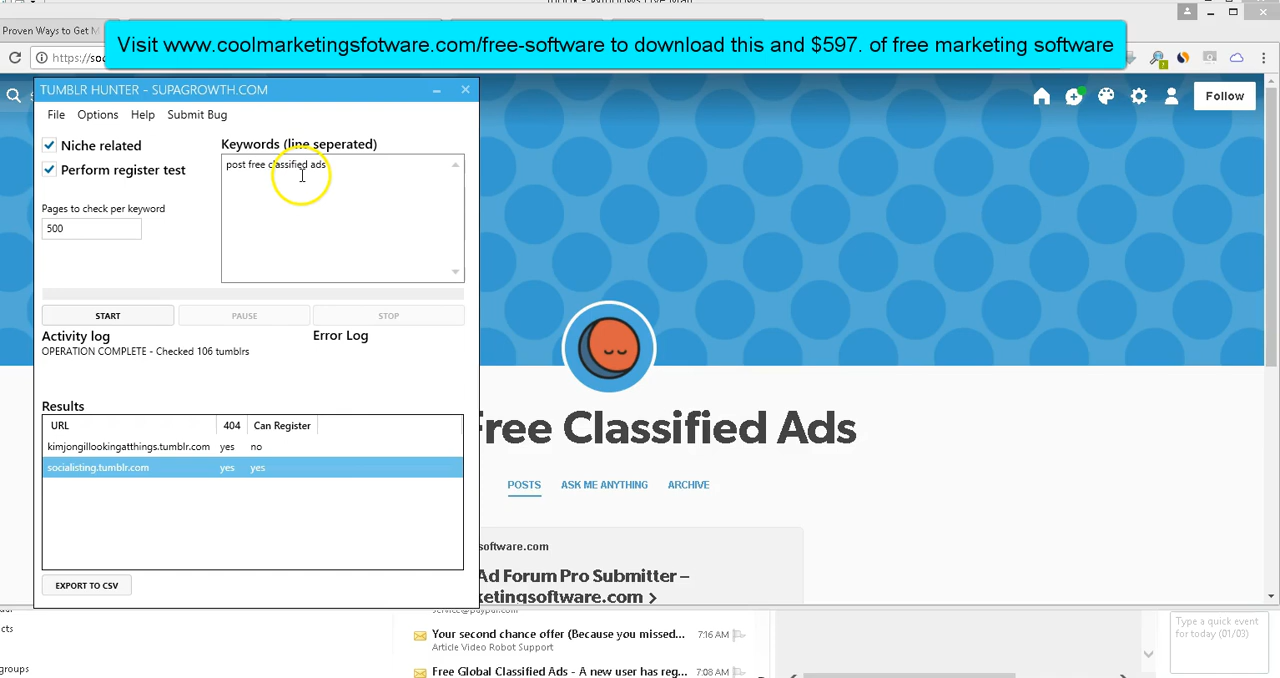 Proven Ways to Get M
Visit www.coolmarketingsfotware.com/free-software to download this and $597. of free marketing software
https://soc
TUMBLR HUNTER - SUPAGROWTH.COM
File Options Help Submit Bug
Follow
Niche related
Keywords (line seperated)
post free classified ads
Perform register test
Pages to check per keyword
500
START PAUSE STOP
Activity log
Error Log
OPERATION COMPLETE - Checked 106 tumblrs
Results
URL 404 Can Register
kimjongillookingatthings.tumblr.com yes no
socialisting.tumblr.com yes yes
EXPORT TO CSV
Free Classified Ads
POSTS ASK ME ANYTHING ARCHIVE
software.com
Ad Forum Pro Submitter –
ketingsoftware.com >
service@paypal.com
Your second chance offer (Because you missed... 7:16 AM
Article Video Robot Support
Free Global Classified Ads - A new user has reg... 7:08 AM
Type a quick event
for today (01/03)
cts
groups